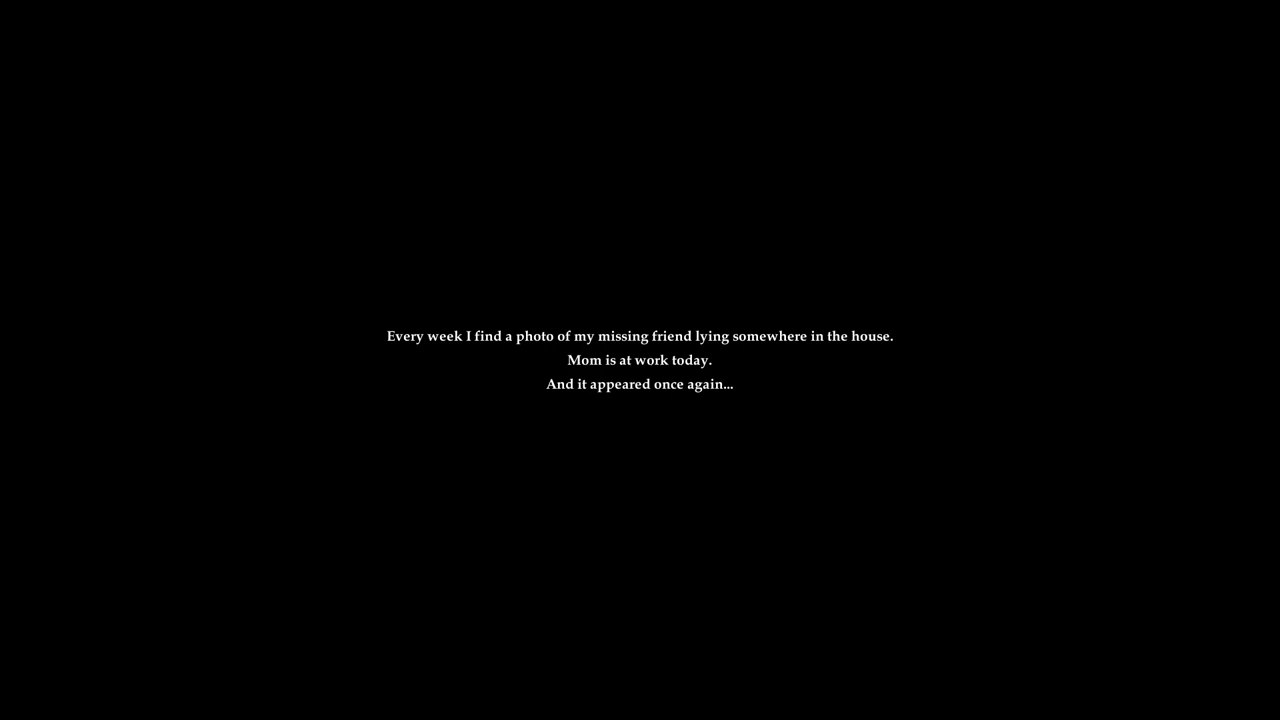 Every week I find a photo of my missing friend lying somewhere in the house.
Mom is at work today.
And it appeared once again...